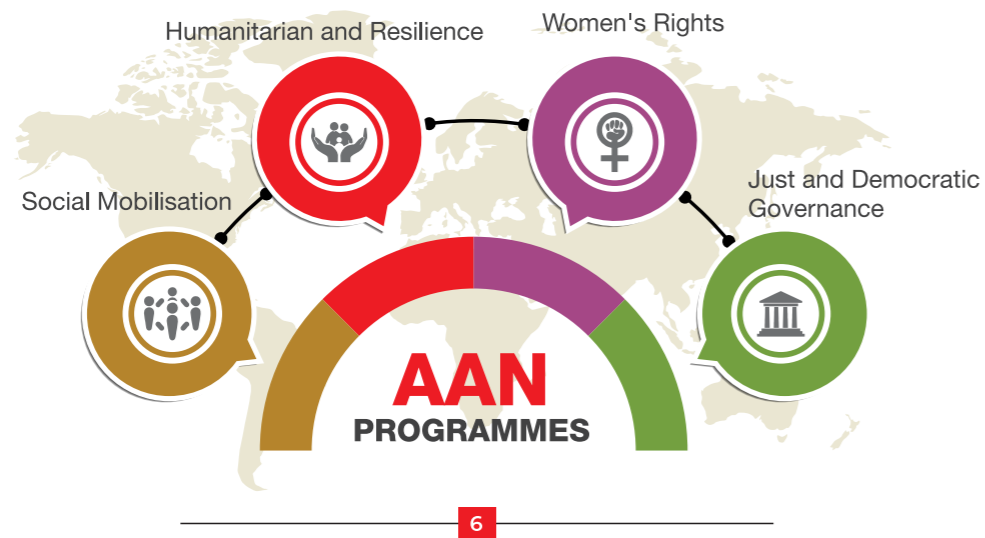 Humanitarian and Resilience
Women's Rights
Social Mobilisation
Just and Democratic
Governance
AAN
PROGRAMMES
6